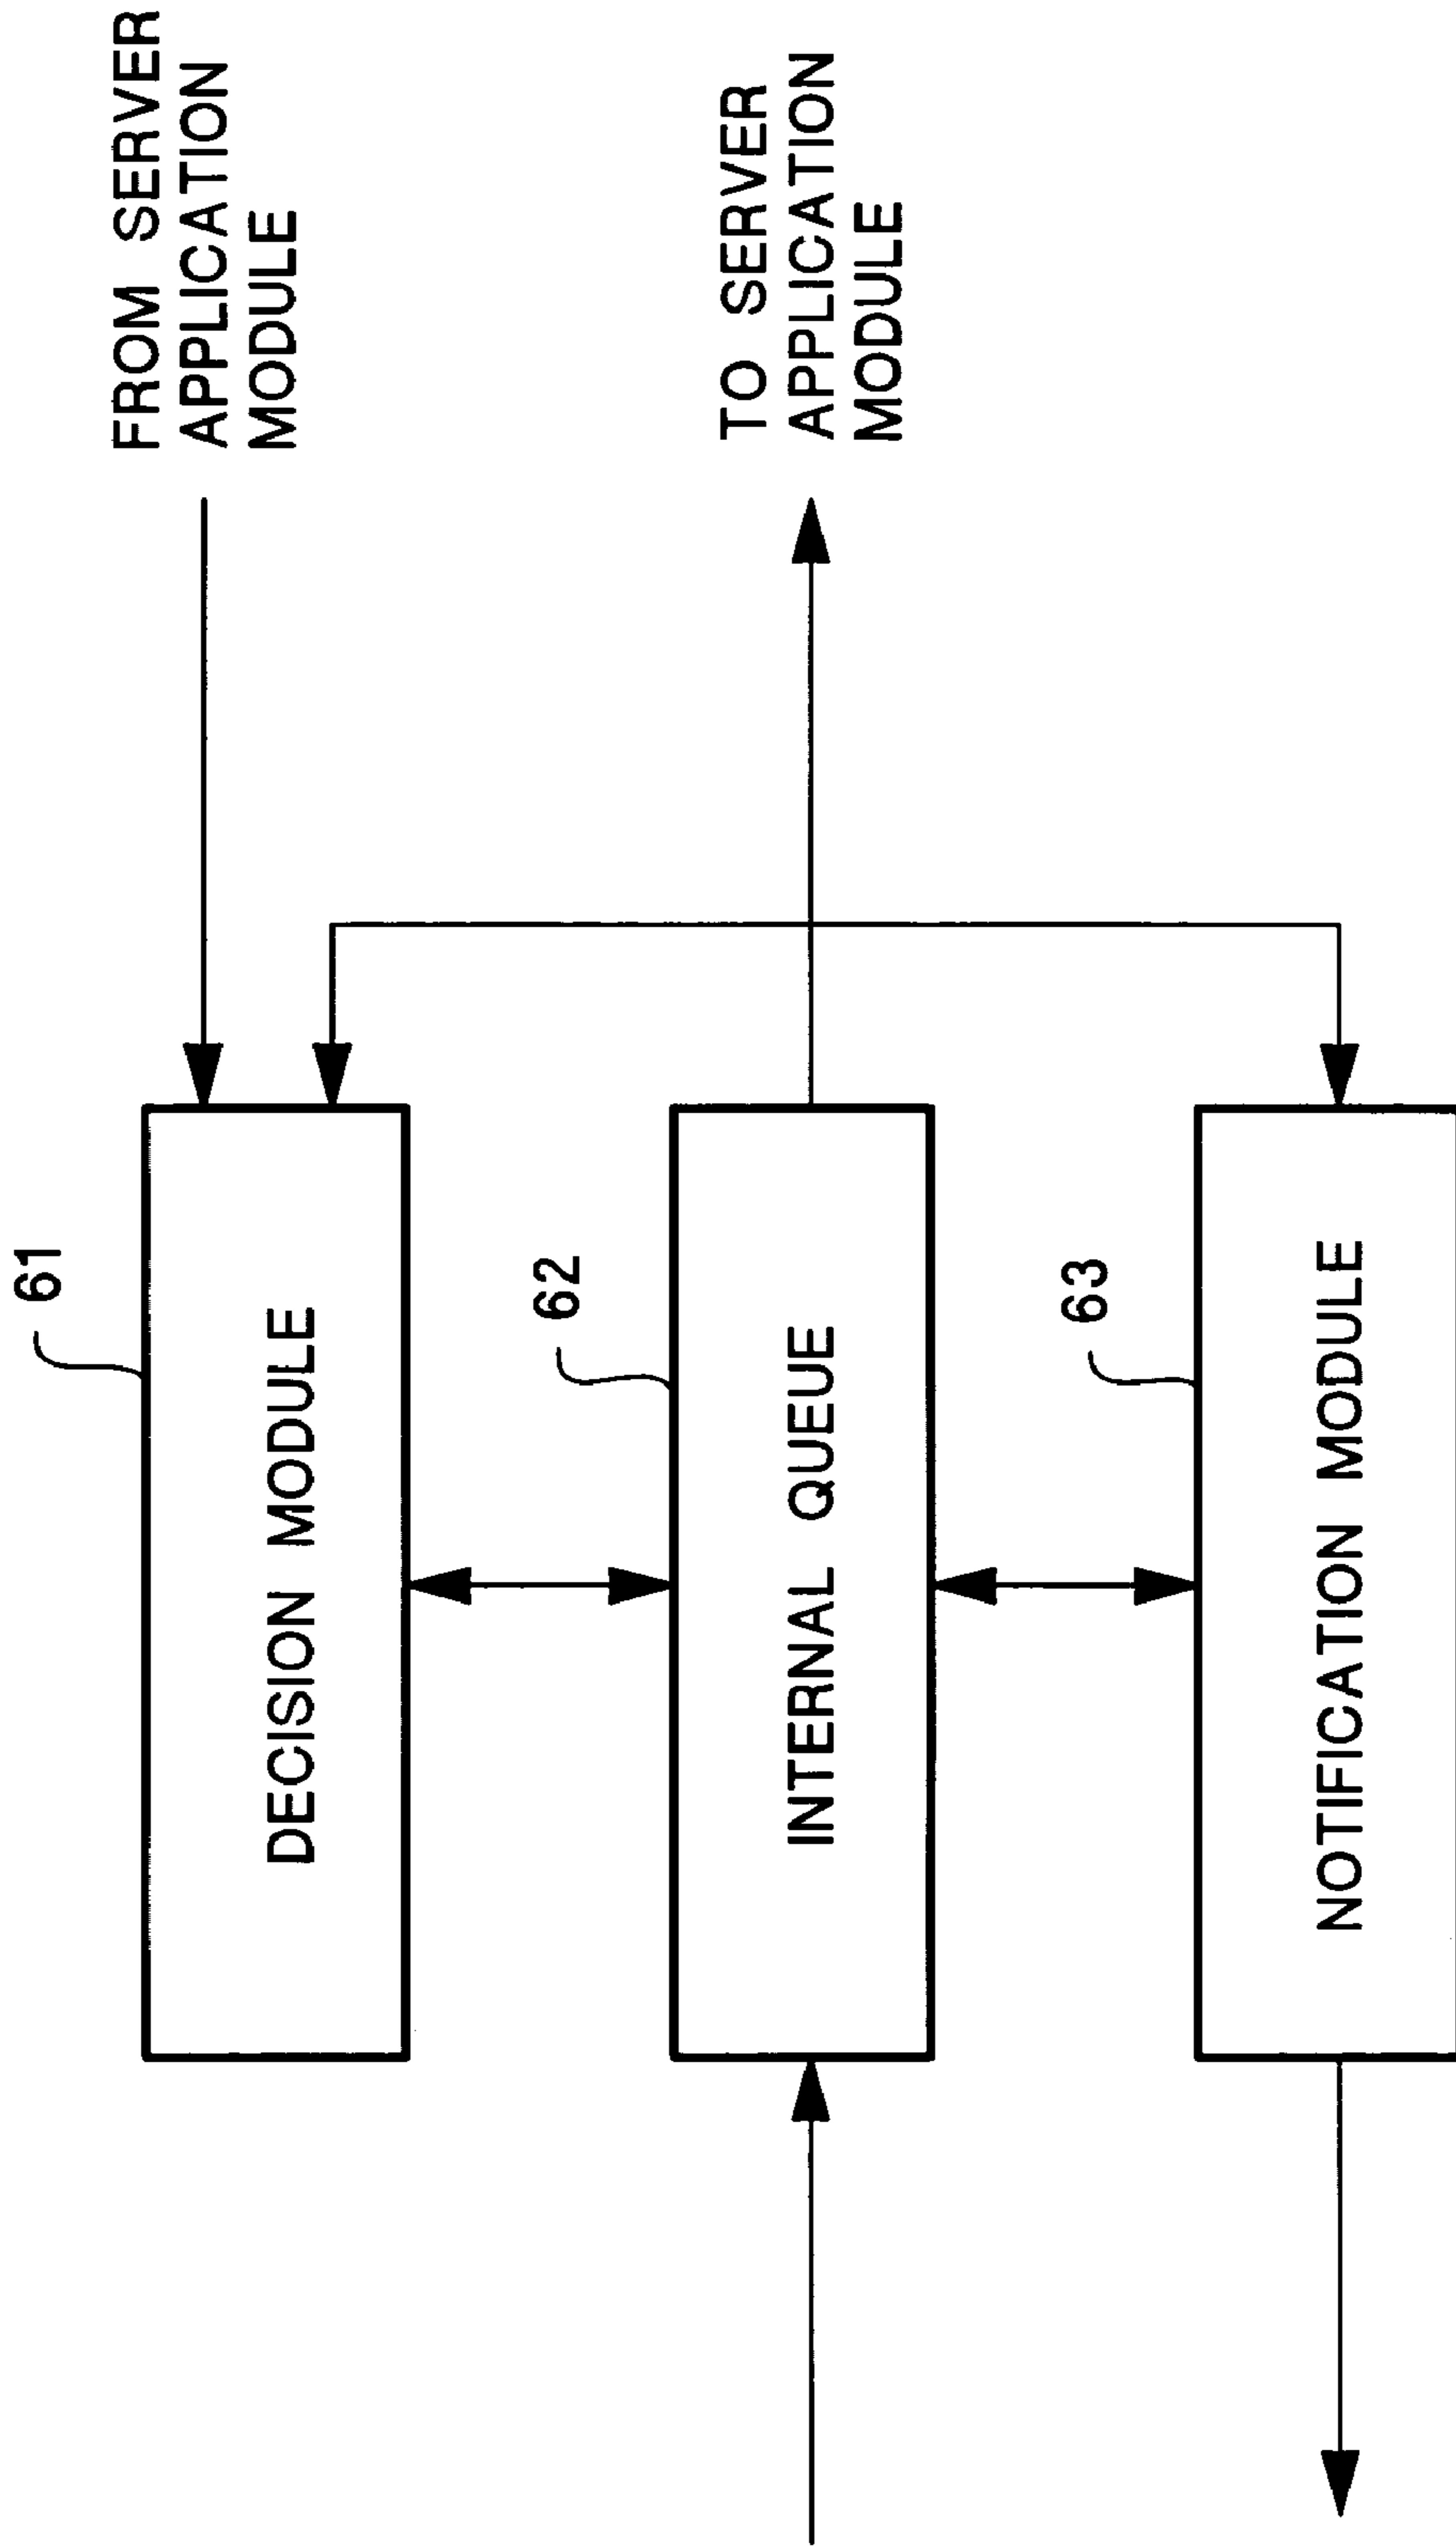 61
DECISION MODULE
FROM SERVER
APPLICATION
MODULE
62
INTERNAL QUEUE
TO SERVER
APPLICATION
MODULE
63
NOTIFICATION MODULE